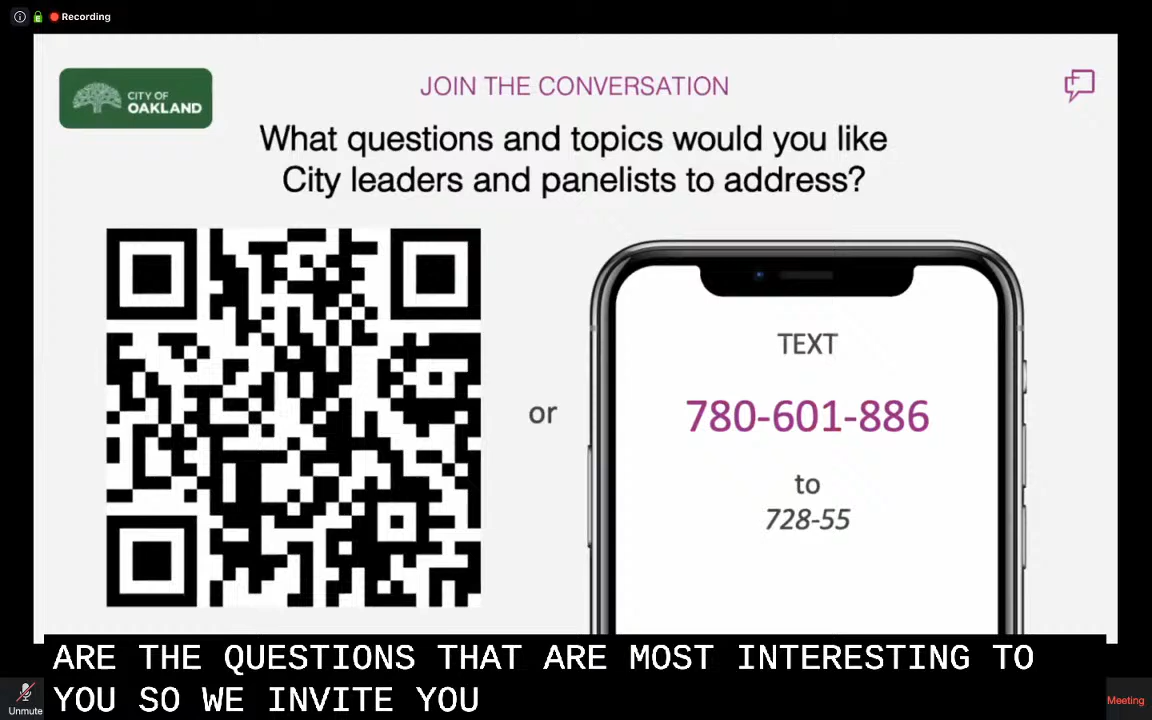 Recording
CITY OF
OAKLAND
JOIN THE CONVERSATION
What questions and topics would you like
City leaders and panelists to address?
or
TEXT
780-601-886
to
728-55
ARE THE QUESTIONS THAT ARE MOST INTERESTING TO
YOU SO WE INVITE YOU
Unmute
Meeting